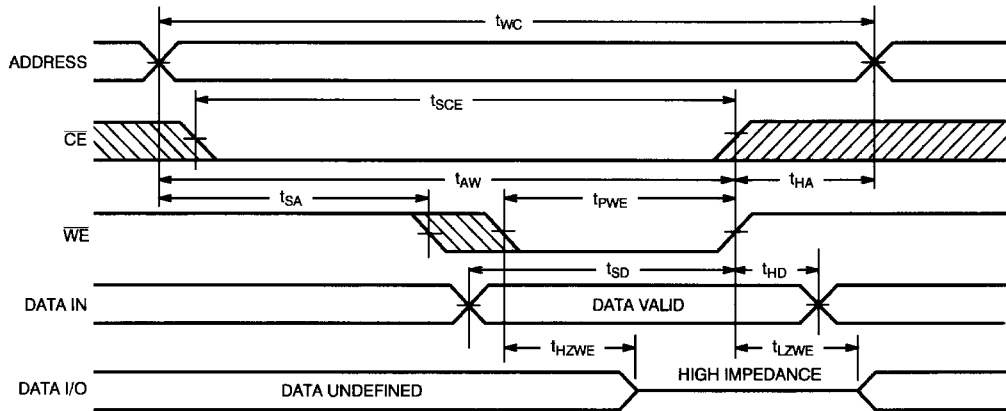 tWC
ADDRESS
tSCE
CE
tAW
tHA
tSA
tPWE
WE
tSD
tHD
DATA IN
DATA VALID
tHZWE
tLZWE
HIGH IMPEDANCE
DATA I/O
DATA UNDEFINED